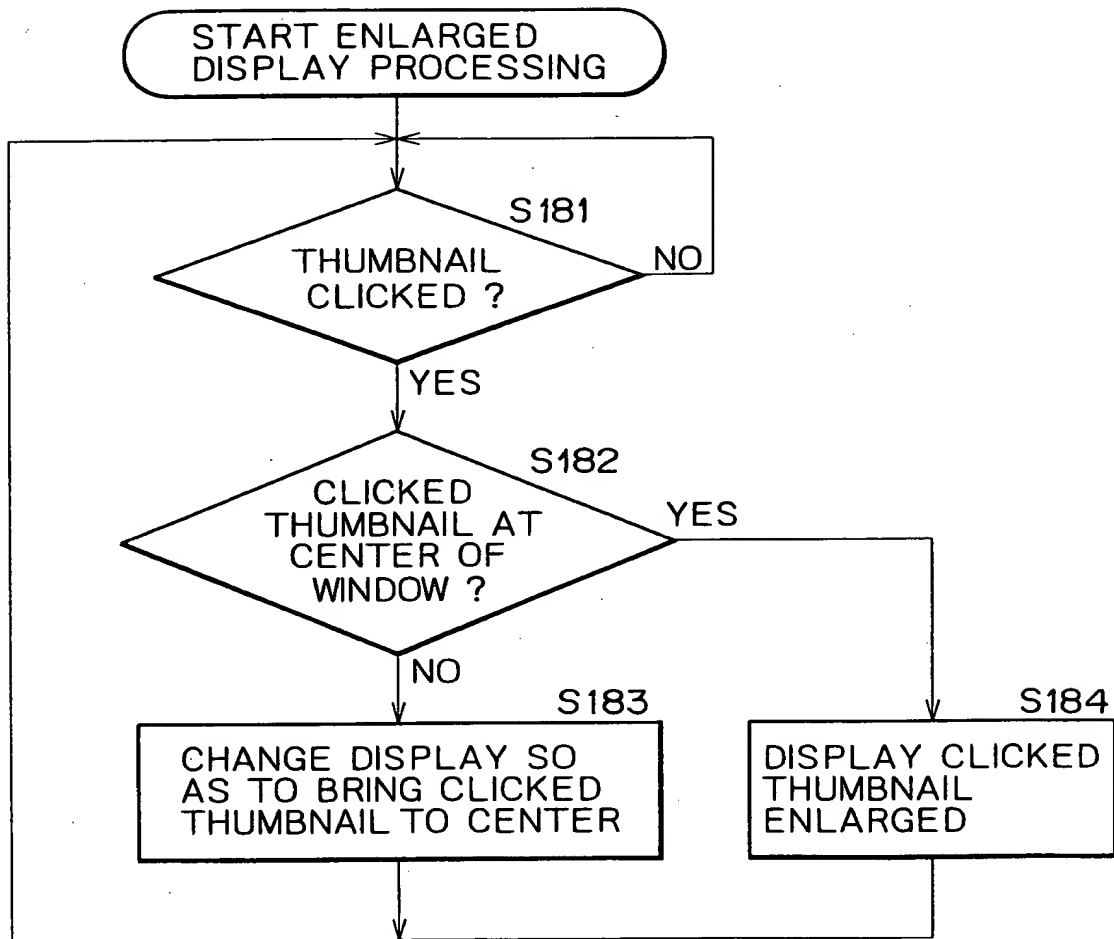 START ENLARGED
DISPLAY PROCESSING
S181
THUMBNAIL
CLICKED ?
NO
YES
S182
CLICKED
THUMBNAIL AT
CENTER OF
WINDOW ?
YES
NO
S183
CHANGE DISPLAY SO
AS TO BRING CLICKED
THUMBNAIL TO CENTER
S184
DISPLAY CLICKED
THUMBNAIL
ENLARGED